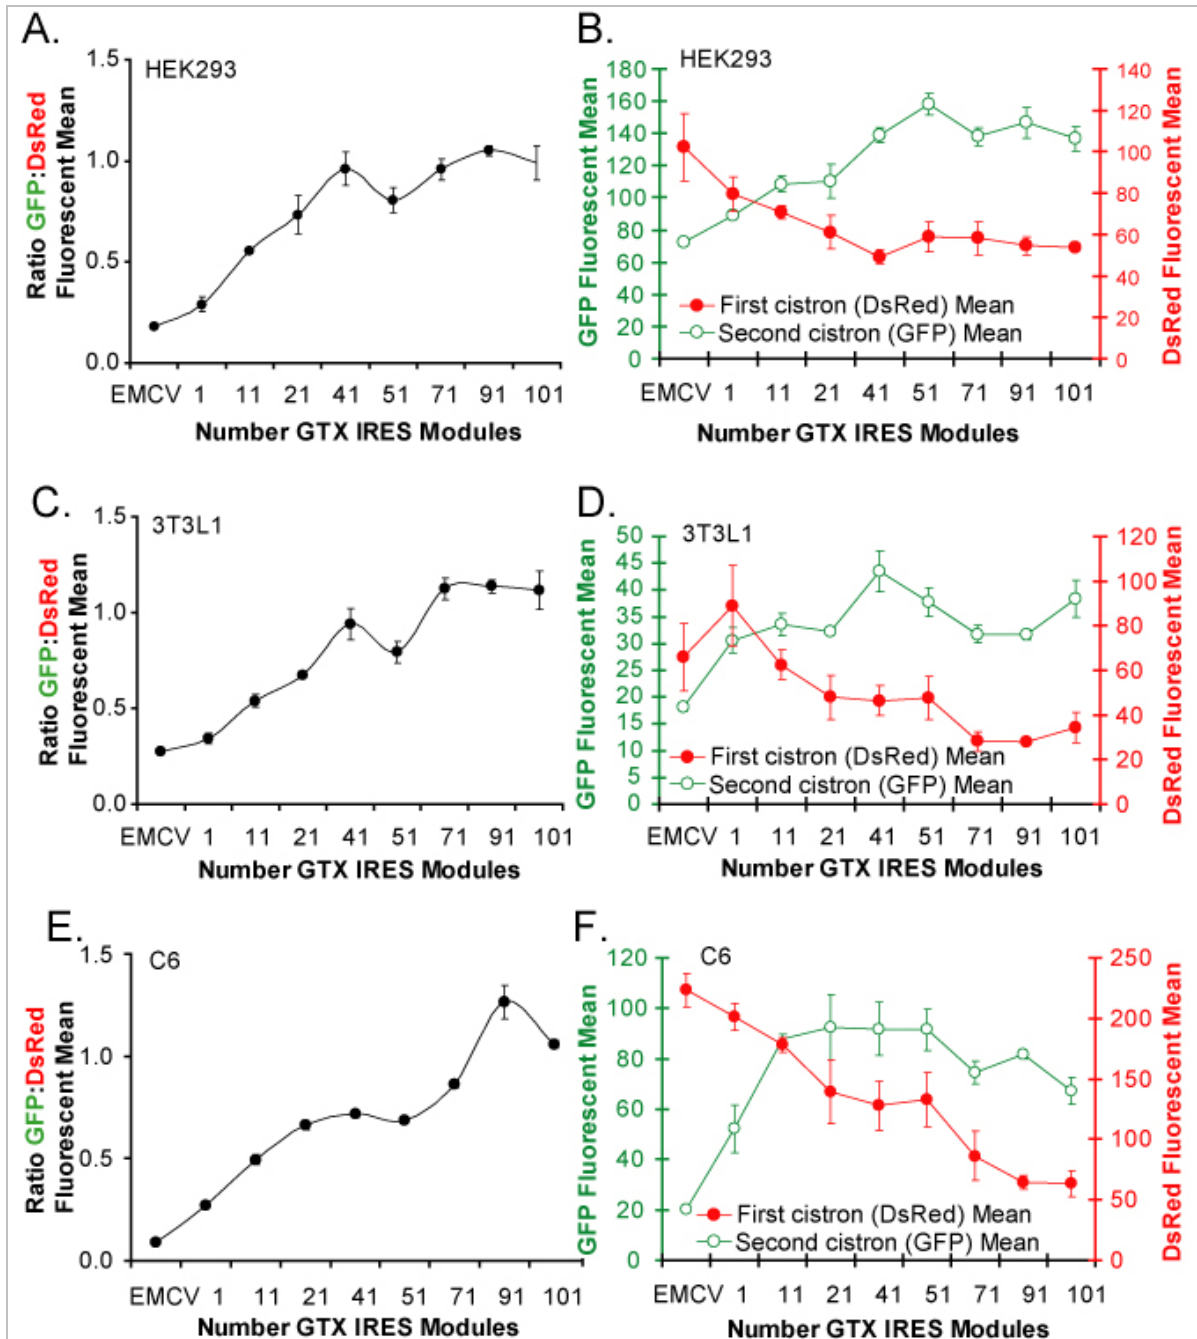 A.
HEK293
1.5
1.0
0.5
0.0
Ratio GFP:DsRed
Fluorescent Mean
EMCV 1 11 21 41 51 71 91 101
Number GTX IRES Modules
B.
HEK293
180
160
140
120
100
80
60
40
20
0
GFP Fluorescent Mean
140
120
100
80
60
40
20
0
DsRed Fluorescent Mean
First cistron (DsRed) Mean
Second cistron (GFP) Mean
EMCV 1 11 21 41 51 71 91 101
Number GTX IRES Modules
C.
3T3L1
1.5
1.0
0.5
0.0
Ratio GFP:DsRed
Fluorescent Mean
EMCV 1 11 21 41 51 71 91 101
Number GTX IRES Modules
D.
3T3L1
50
45
40
35
30
25
20
15
10
5
0
GFP Fluorescent Mean
120
100
80
60
40
20
0
DsRed Fluorescent Mean
First cistron (DsRed) Mean
Second cistron (GFP) Mean
EMCV 1 11 21 41 51 71 91 101
Number GTX IRES Modules
E.
C6
1.5
1.0
0.5
0.0
Ratio GFP:DsRed
Fluorescent Mean
EMCV 1 11 21 41 51 71 91 101
Number GTX IRES Modules
F.
C6
120
100
80
60
40
20
0
GFP Fluorescent Mean
250
200
150
100
50
0
DsRed Fluorescent Mean
First cistron (DsRed) Mean
Second cistron (GFP) Mean
EMCV 1 11 21 41 51 71 91 101
Number GTX IRES Modules